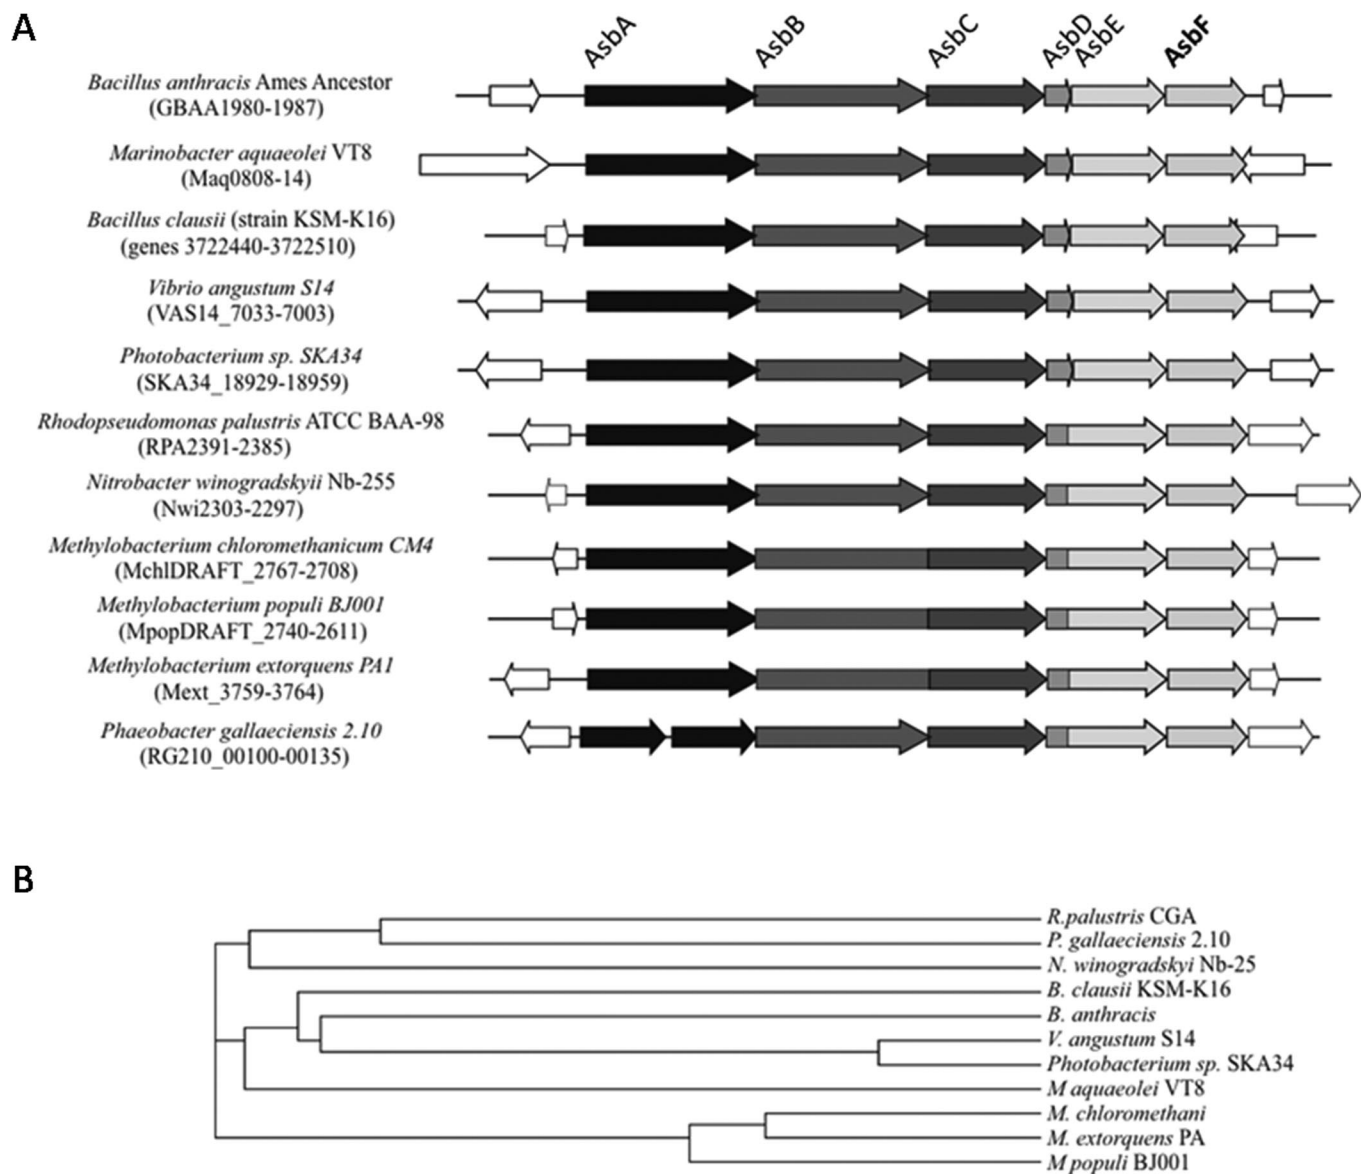 A
AsbA AsbB AsbC AsbD AsbE AsbF
Bacillus anthracis Ames Ancestor
(GBAA1980-1987)
Marinobacter aquaeolei VT8
(Maq0808-14)
Bacillus clausii (strain KSM-K16)
(genes 3722440-3722510)
Vibrio angustum S14
(VAS14_7033-7003)
Photobacterium sp. SKA34
(SKA34_18929-18959)
Rhodopseudomonas palustris ATCC BAA-98
(RPA2391-2385)
Nitrobacter winogradskyii Nb-255
(Nwi2303-2297)
Methylobacterium chloromethanicum CM4
(MchlDRAFT_2767-2708)
Methylobacterium populi BJ001
(MpopDRAFT_2740-2611)
Methylobacterium extorquens PA1
(Mext_3759-3764)
Phaeobacter gallaeciensis 2.10
(RG210_00100-00135)
B
R.palustris CGA
P. gallaeciensis 2.10
N. winogradskyi Nb-25
B. clausii KSM-K16
B. anthracis
V. angustum S14
Photobacterium sp. SKA34
M aquaeolei VT8
M. chloromethani
M. extorquens PA
M populi BJ001